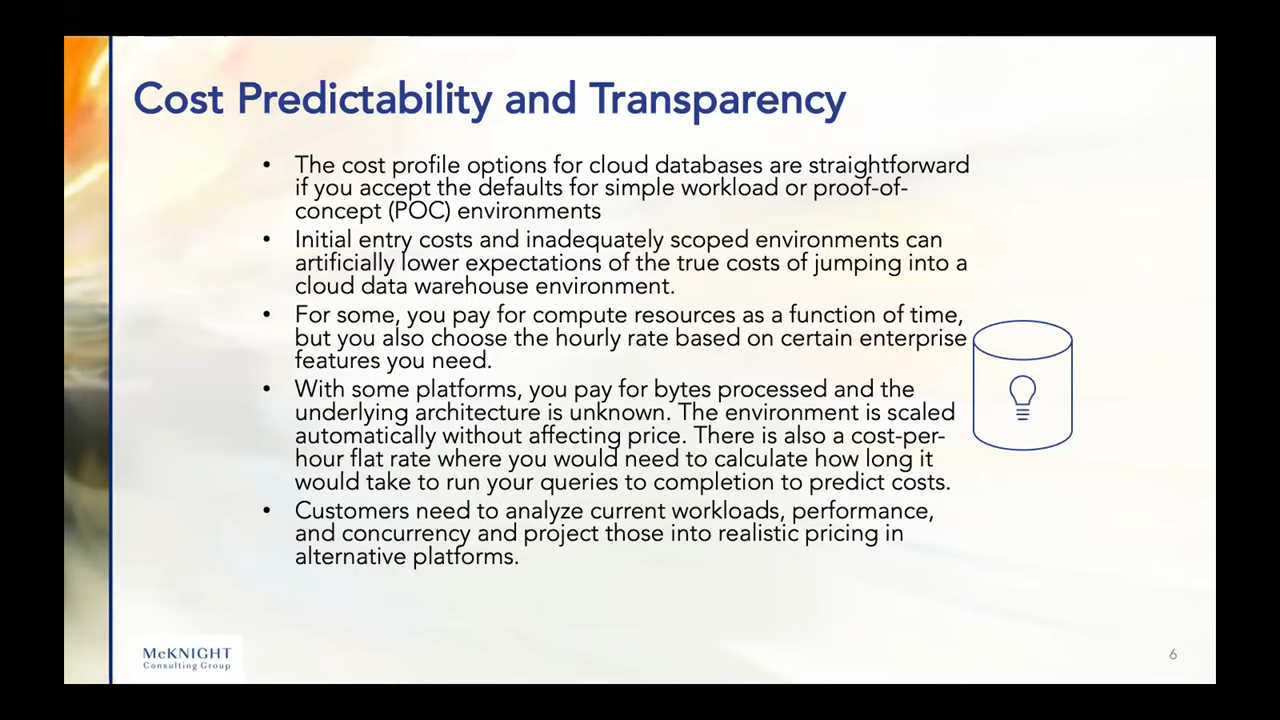 Cost Predictability and Transparency
• The cost profile options for cloud databases are straightforward
if you accept the defaults for simple workload or proof-of-
concept (POC) environments
• Initial entry costs and inadequately scoped environments can
artificially lower expectations of the true costs of jumping into a
cloud data warehouse environment.
• For some, you pay for compute resources as a function of time,
but you also choose the hourly rate based on certain enterprise
features you need.
• With some platforms, you pay for bytes processed and the
underlying architecture is unknown. The environment is scaled
automatically without affecting price. There is also a cost-per-
hour flat rate where you would need to calculate how long it
would take to run your queries to completion to predict costs.
• Customers need to analyze current workloads, performance,
and concurrency and project those into realistic pricing in
alternative platforms.
McKNIGHT
Consulting Group
6